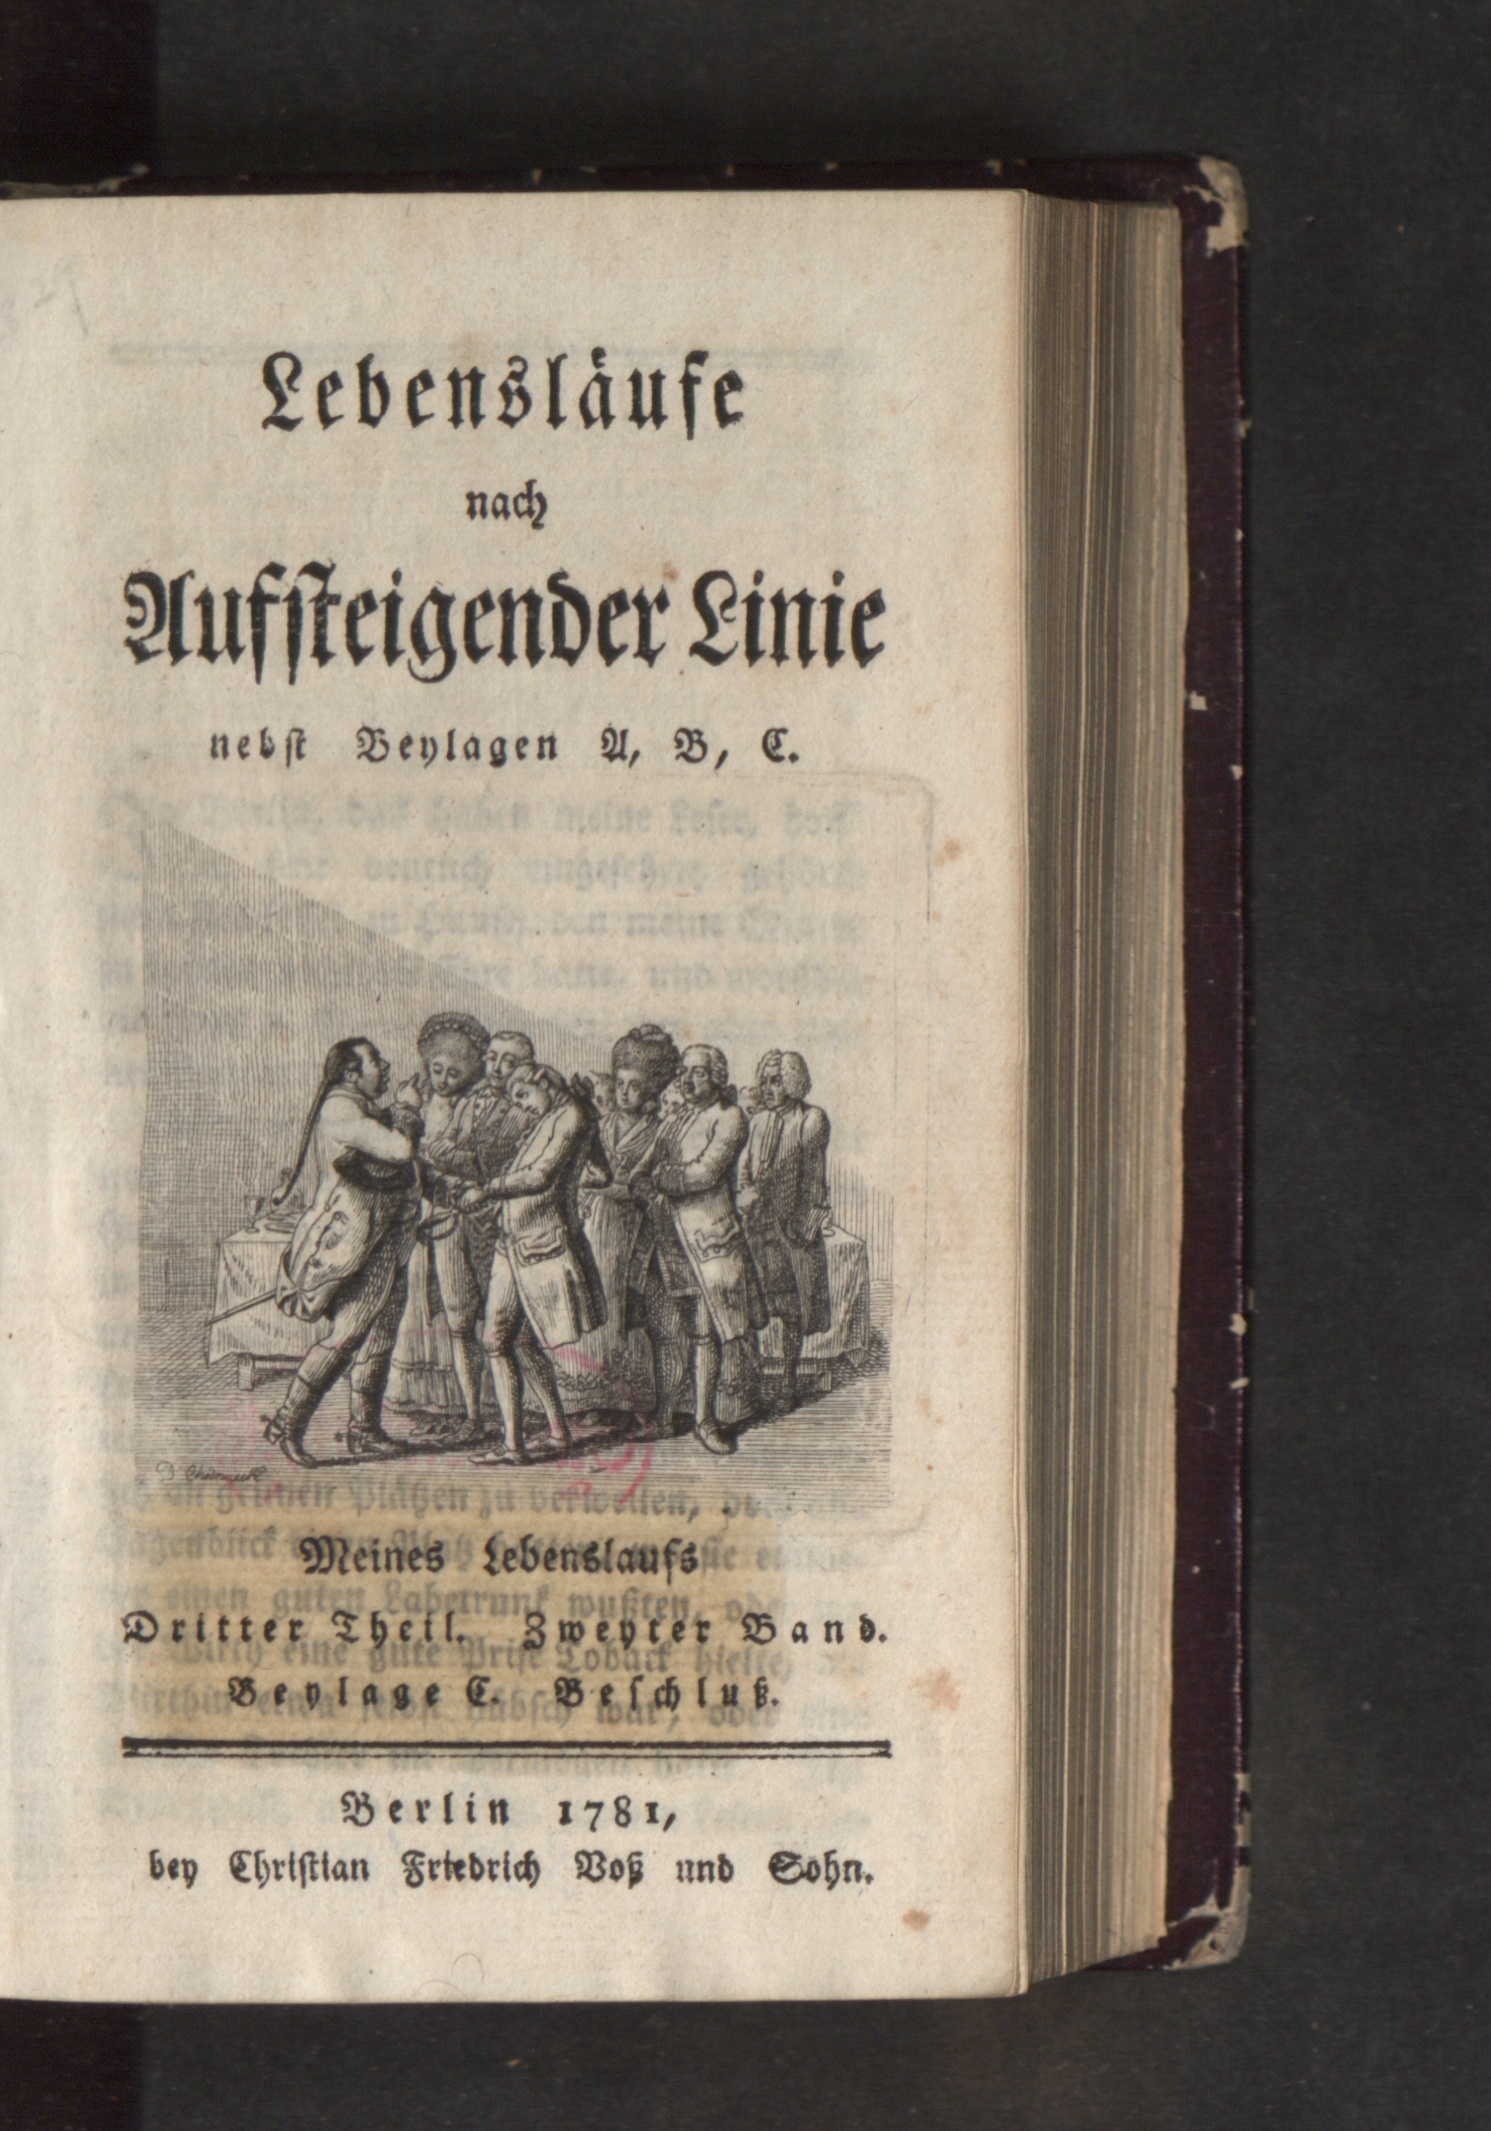 Lebensläufe
nach
Aufſteigender Linie
nebſt Beylagen A, B, C.
D Chodowiecki
Meines Lebenslaufs
Dritter Theil. Zweyter Band.
Beylage C. Beſchluß.
Berlin 1781,
bey Chriſtian Friedrich Voß und Sohn.